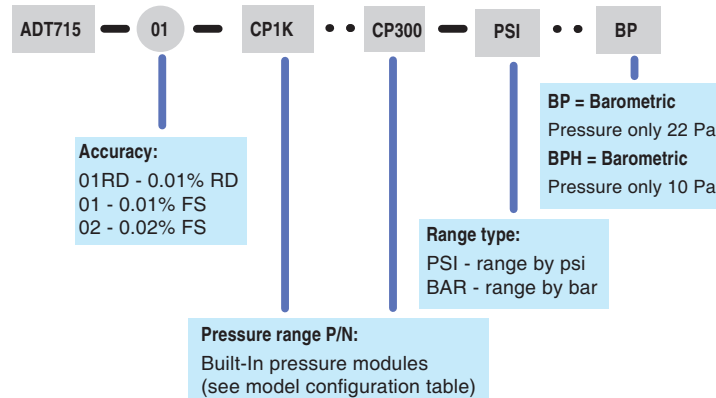 ADT715 01 CP1K CP300 PSI BP
BP = Barometric
Pressure only 22 Pa
BPH = Barometric
Pressure only 10 Pa
Accuracy:
01RD - 0.01% RD
01 - 0.01% FS
02 - 0.02% FS
Range type:
PSI - range by psi
BAR - range by bar
Pressure range P/N:
Built-In pressure modules
(see model configuration table)